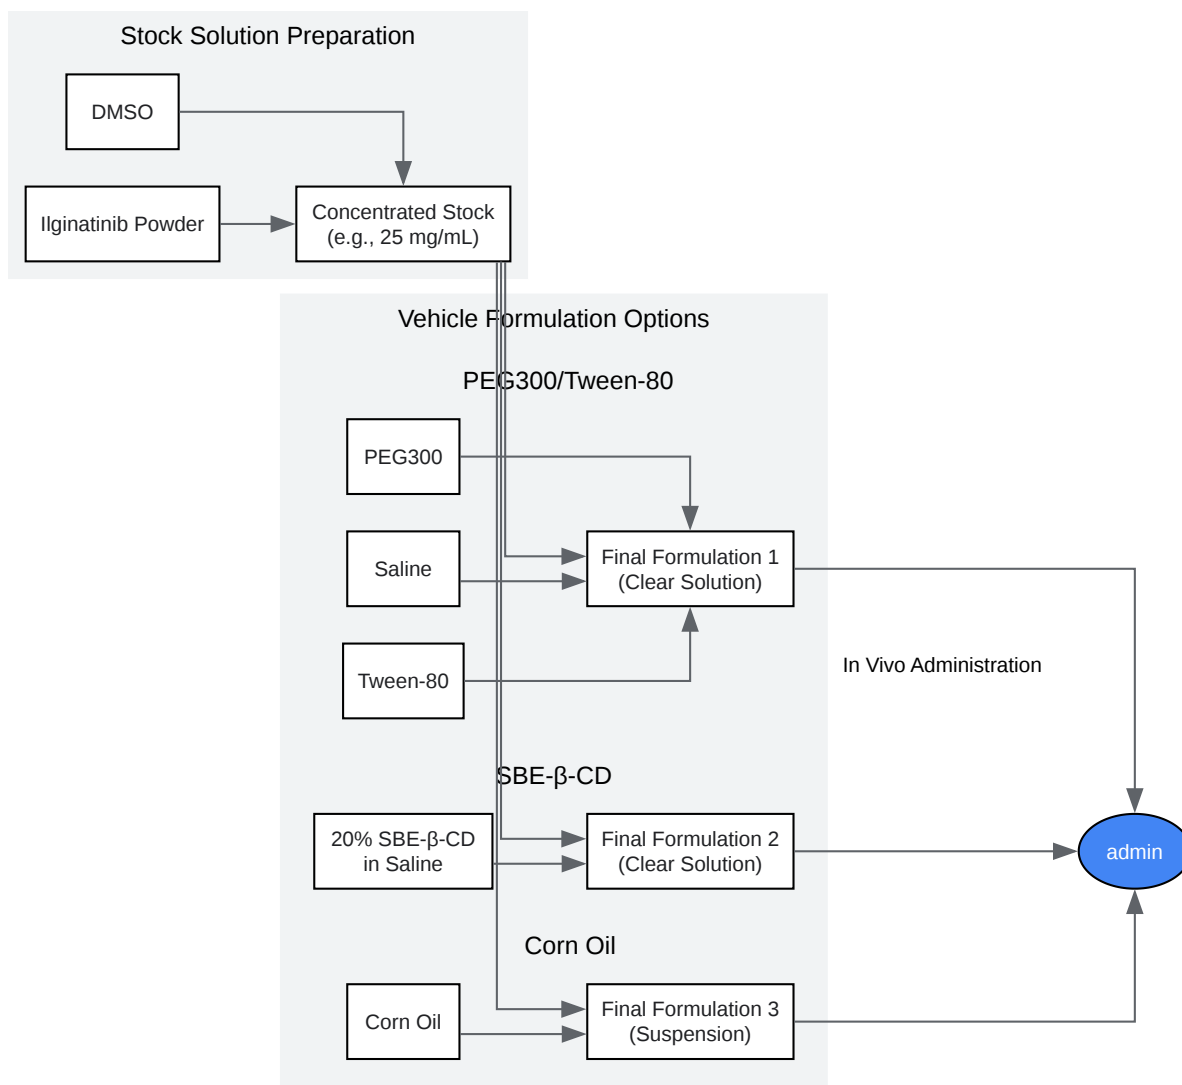 Stock Solution Preparation
DMSO
Ilginatinib Powder
Concentrated Stock
(e.g., 25 mg/mL)
Vehicle Formulation Options
PEG300/Tween-80
PEG300
Saline
Final Formulation 1
(Clear Solution)
Tween-80
In Vivo Administration
SBE-β-CD
20% SBE-β-CD
in Saline
Final Formulation 2
(Clear Solution)
admin
Corn Oil
Corn Oil
Final Formulation 3
(Suspension)